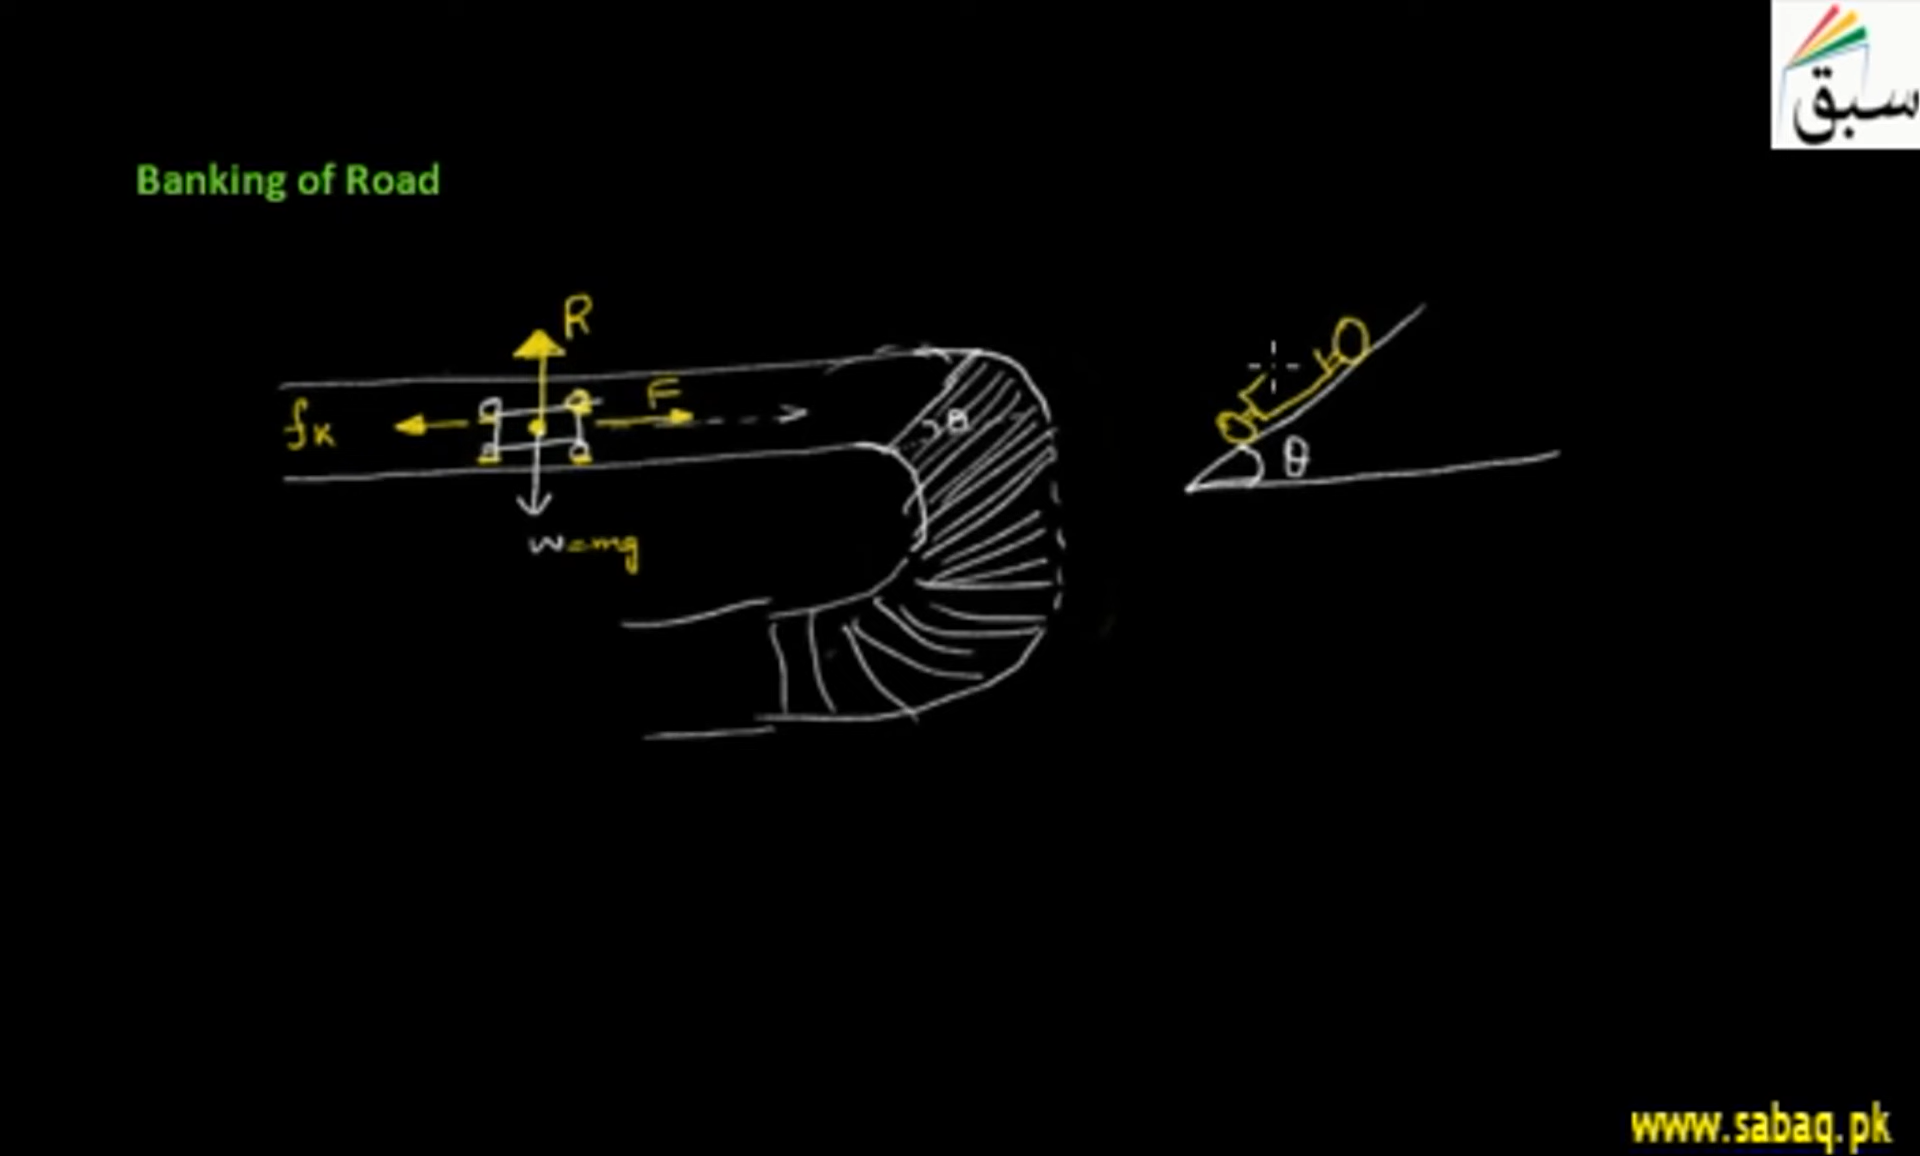 سبق
Banking of Road
R
fK
F
θ
θ
w=mg
www.sabaq.pk